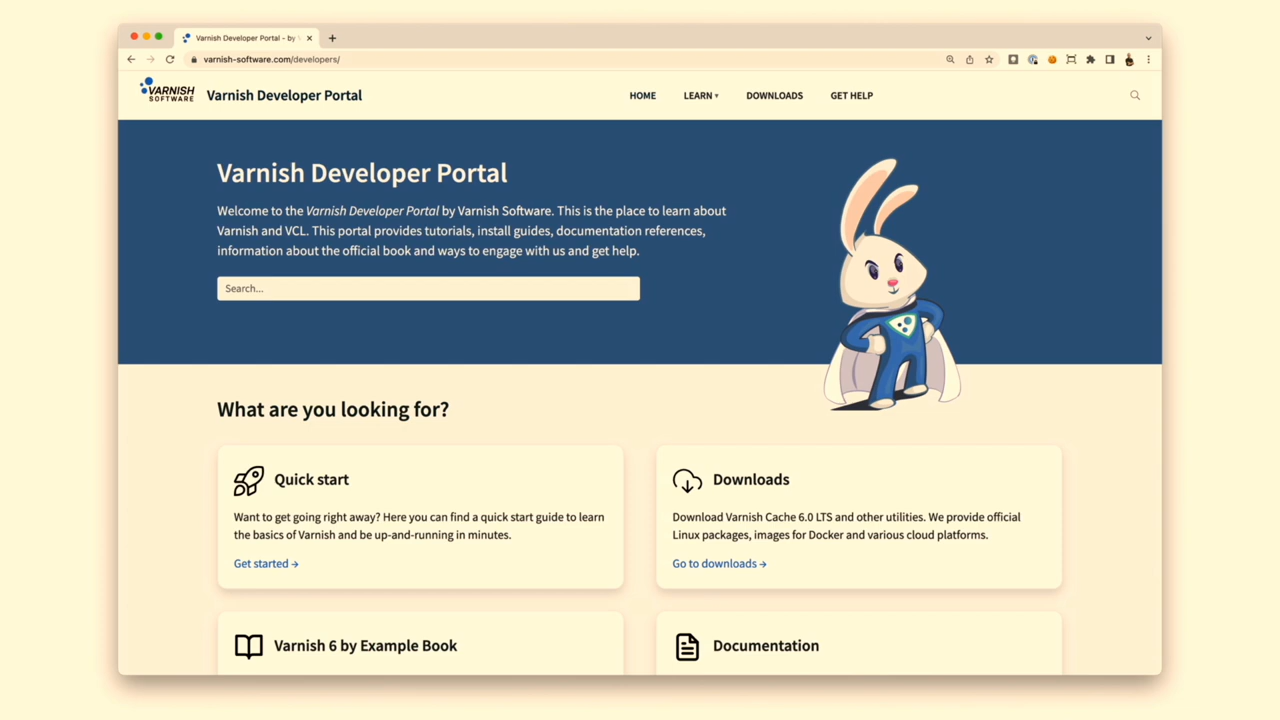 Varnish Developer Portal - by
varnish-software.com/developers/
VARNISH
SOFTWARE
Varnish Developer Portal
HOME
LEARN
DOWNLOADS
GET HELP
Varnish Developer Portal
Welcome to the Varnish Developer Portal by Varnish Software. This is the place to learn about
Varnish and VCL. This portal provides tutorials, install guides, documentation references,
information about the official book and ways to engage with us and get help.
Search...
What are you looking for?
Quick start
Want to get going right away? Here you can find a quick start guide to learn
the basics of Varnish and be up-and-running in minutes.
Get started →
Downloads
Download Varnish Cache 6.0 LTS and other utilities. We provide official
Linux packages, images for Docker and various cloud platforms.
Go to downloads →
Varnish 6 by Example Book
Documentation